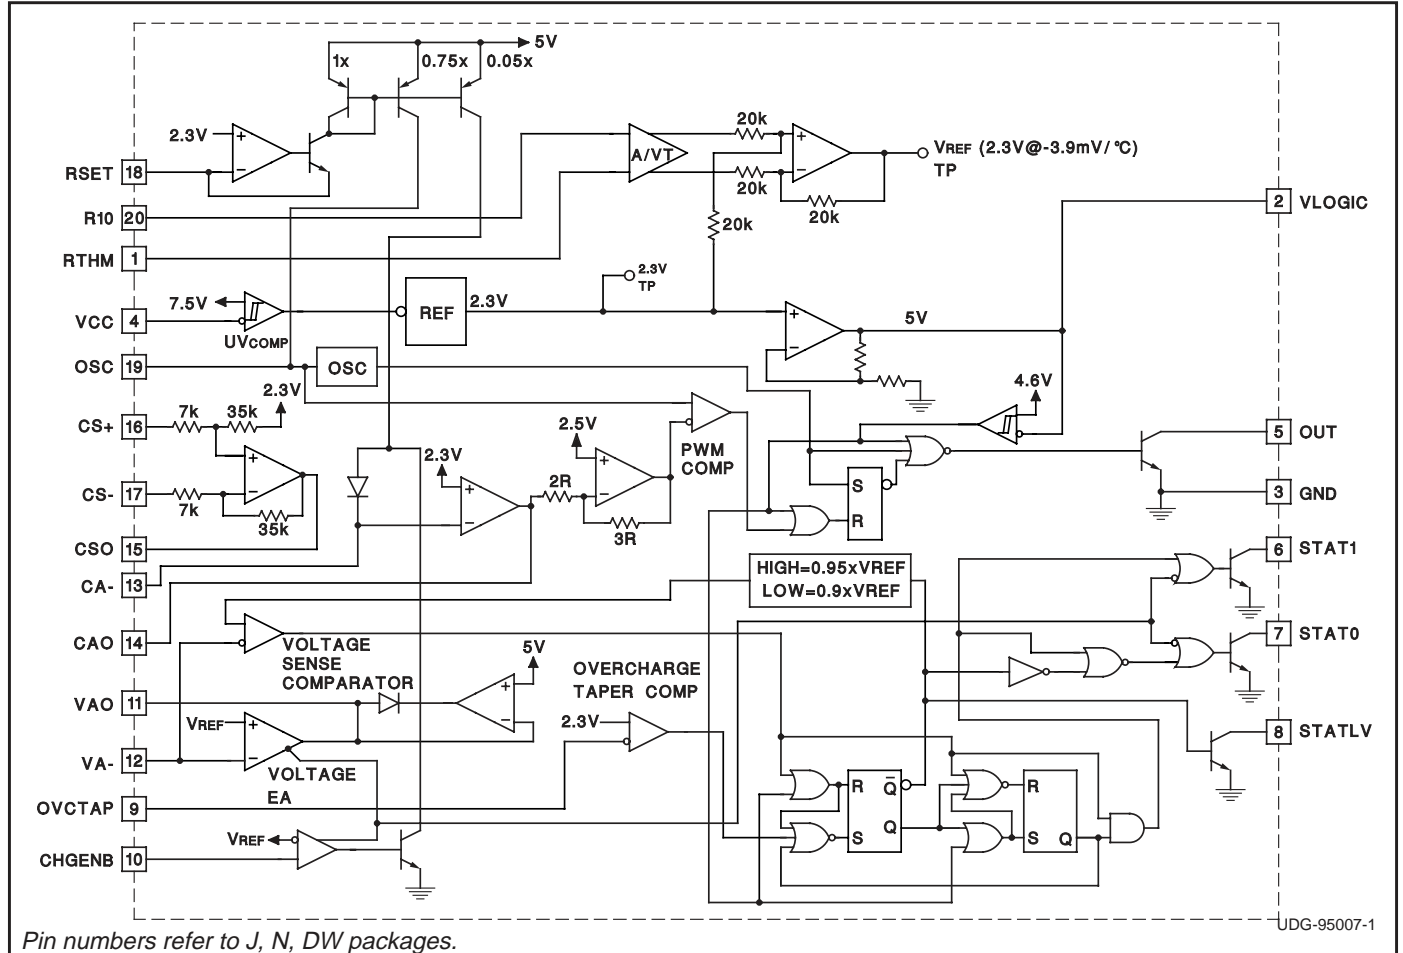 5V
1x
0.75x
0.05x
2.3V
+
−
RSET 18
R10 20
RTHM 1
A/VT
20k
20k
20k
20k
+
−
VREF (2.3V@-3.9mV/°C)
TP
2 VLOGIC
7.5V
VCC 4
UVCOMP
REF
2.3V
2.3V
TP
+
−
5V
OSC 19
OSC
4.6V
CS+ 16
7k
35k
2.3V
+
−
CS- 17
7k
35k
CSO 15
CA- 13
CAO 14
2.3V
+
−
2R
2.5V
+
−
3R
PWM
COMP
S
R
5 OUT
3 GND
6 STAT1
7 STAT0
8 STATLV
HIGH=0.95xVREF
LOW=0.9xVREF
VOLTAGE
SENSE
COMPARATOR
5V
+
−
OVERCHARGE
TAPER COMP
2.3V
VAO 11
VREF
+
−
VA- 12
VOLTAGE
EA
OVCTAP 9
VREF
CHGENB 10
R
Q̅
S
Q
R
S
Q
UDG-95007-1
Pin numbers refer to J, N, DW packages.